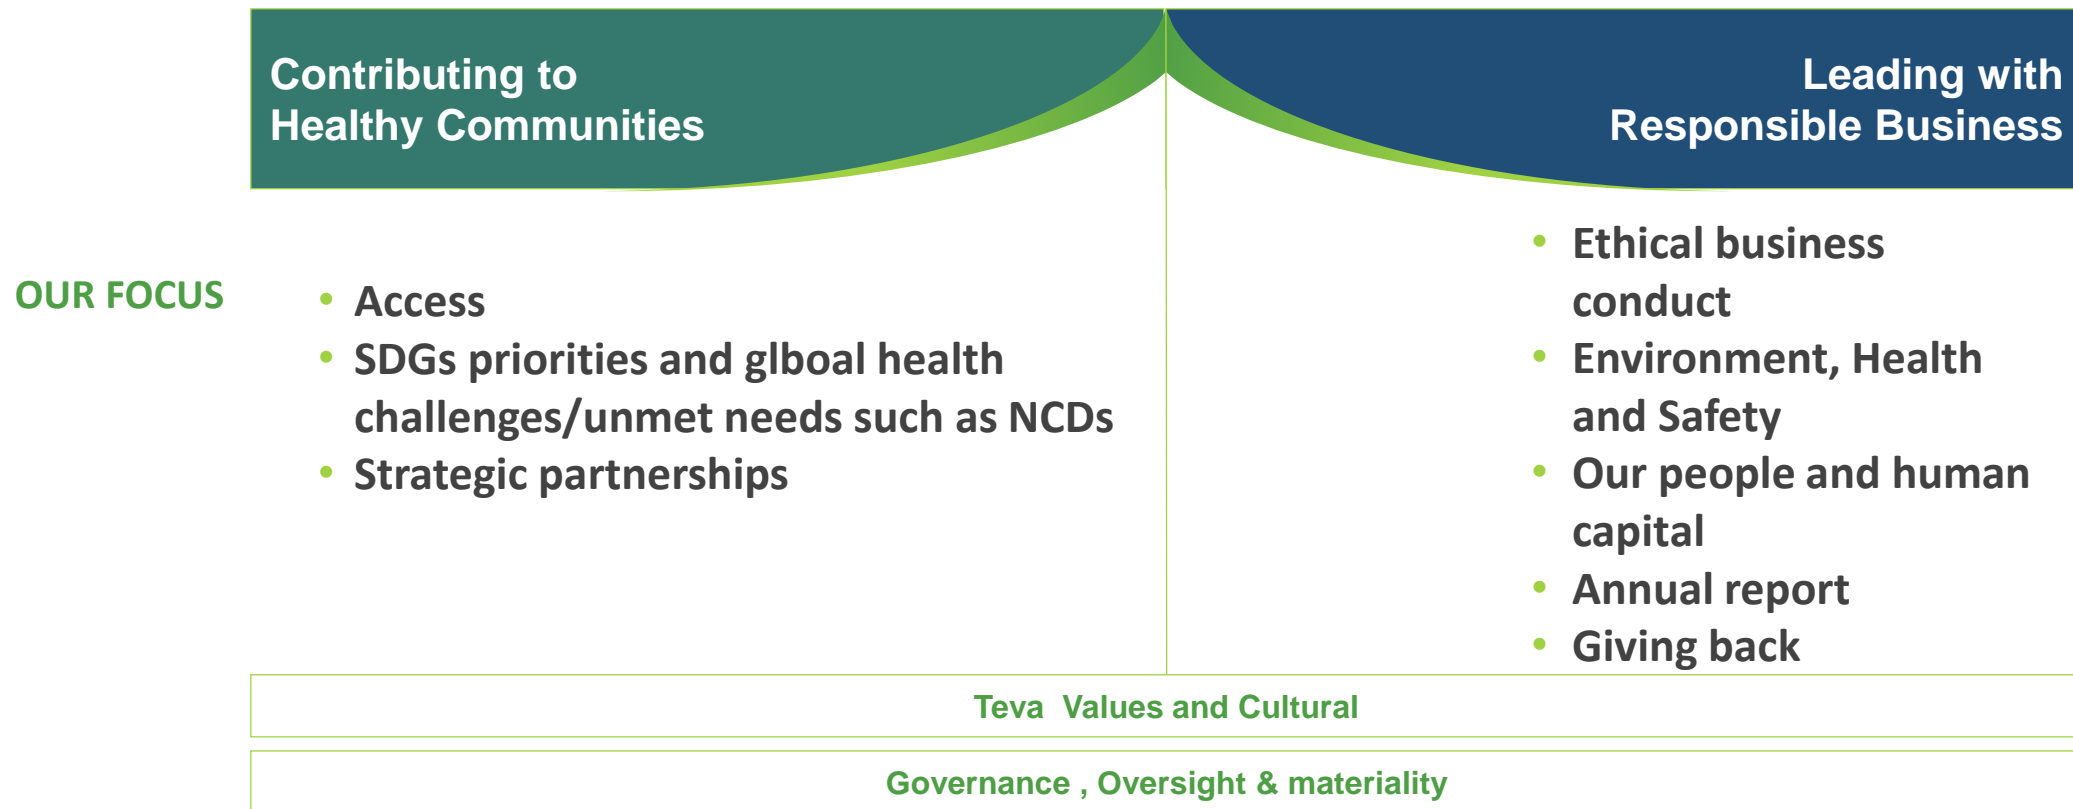 Contributing to
Healthy Communities
Leading with
Responsible Business
OUR FOCUS
• Access
• SDGs priorities and glboal health
challenges/unmet needs such as NCDs
• Strategic partnerships
• Ethical business
conduct
• Environment, Health
and Safety
• Our people and human
capital
• Annual report
• Giving back
Teva  Values and Cultural
Governance , Oversight & materiality